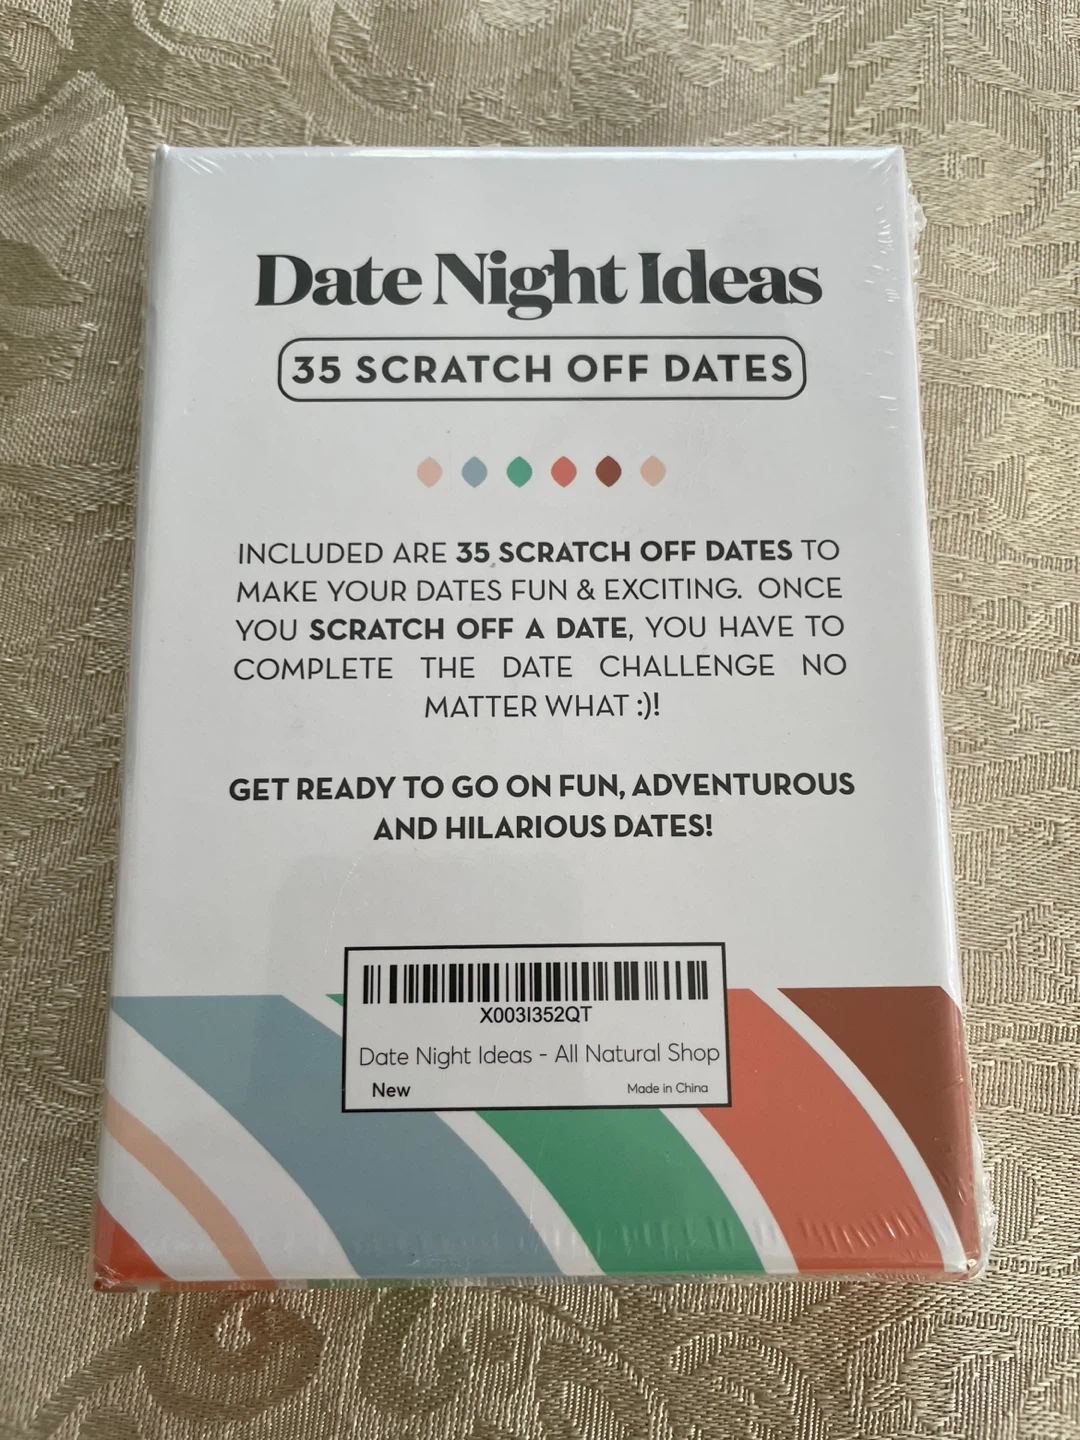 Date Night Ideas
35 SCRATCH OFF DATES
INCLUDED ARE 35 SCRATCH OFF DATES TO
MAKE YOUR DATES FUN & EXCITING. ONCE
YOU SCRATCH OFF A DATE, YOU HAVE TO
COMPLETE THE DATE CHALLENGE NO
MATTER WHAT :)!
GET READY TO GO ON FUN, ADVENTUROUS
AND HILARIOUS DATES!
X003I352QT
Date Night Ideas - All Natural Shop
New Made in China